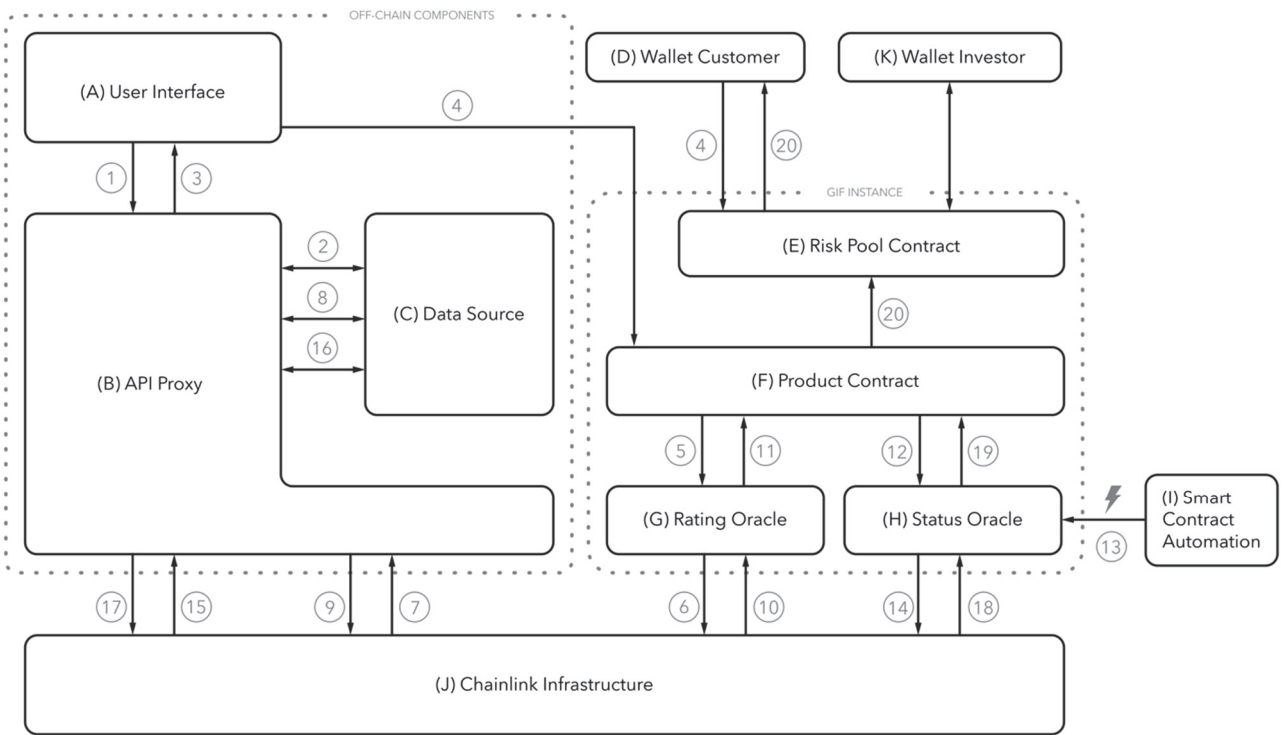 OFF-CHAIN COMPONENTS
(A) User Interface
(D) Wallet Customer
(K) Wallet Investor
4
1
3
4
20
GIF INSTANCE
2
8
16
(C) Data Source
(B) API Proxy
(E) Risk Pool Contract
20
(F) Product Contract
5
11
12
19
(G) Rating Oracle
(H) Status Oracle
(I) Smart
Contract
Automation
13
17
15
9
7
6
10
14
18
(J) Chainlink Infrastructure